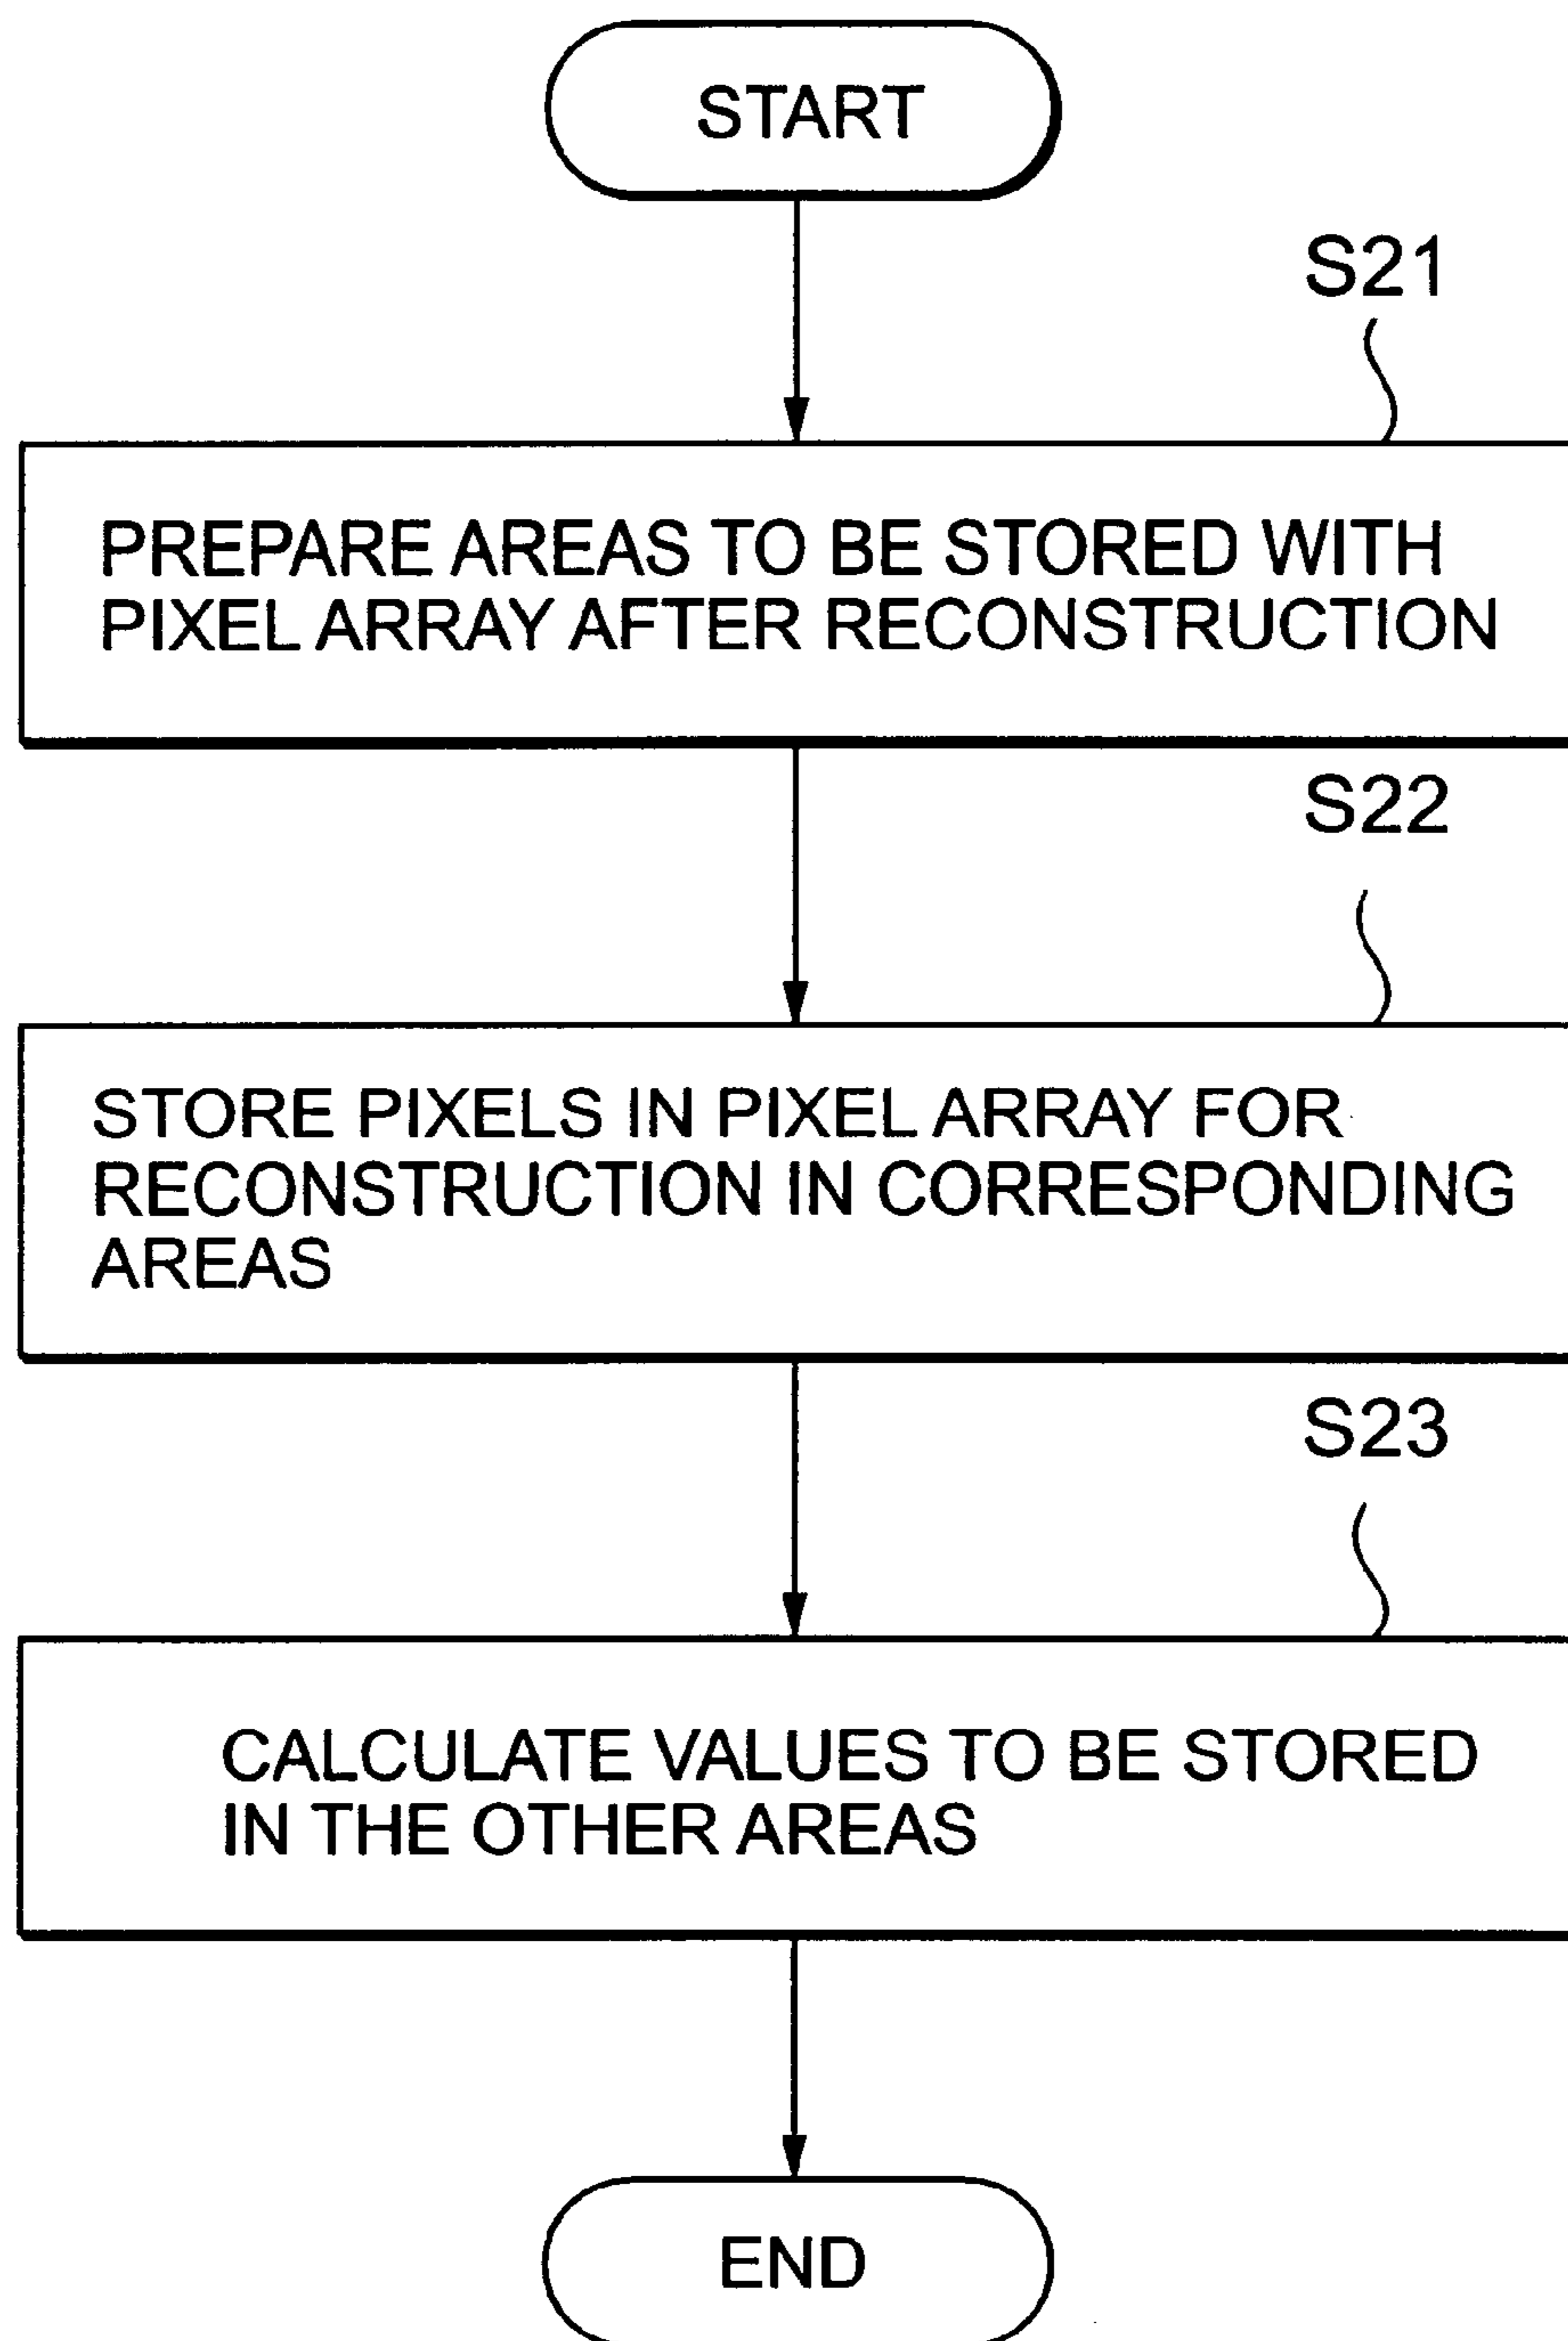 START
S21
PREPARE AREAS TO BE STORED WITH
PIXEL ARRAY AFTER RECONSTRUCTION
S22
STORE PIXELS IN PIXEL ARRAY FOR
RECONSTRUCTION IN CORRESPONDING
AREAS
S23
CALCULATE VALUES TO BE STORED
IN THE OTHER AREAS
END